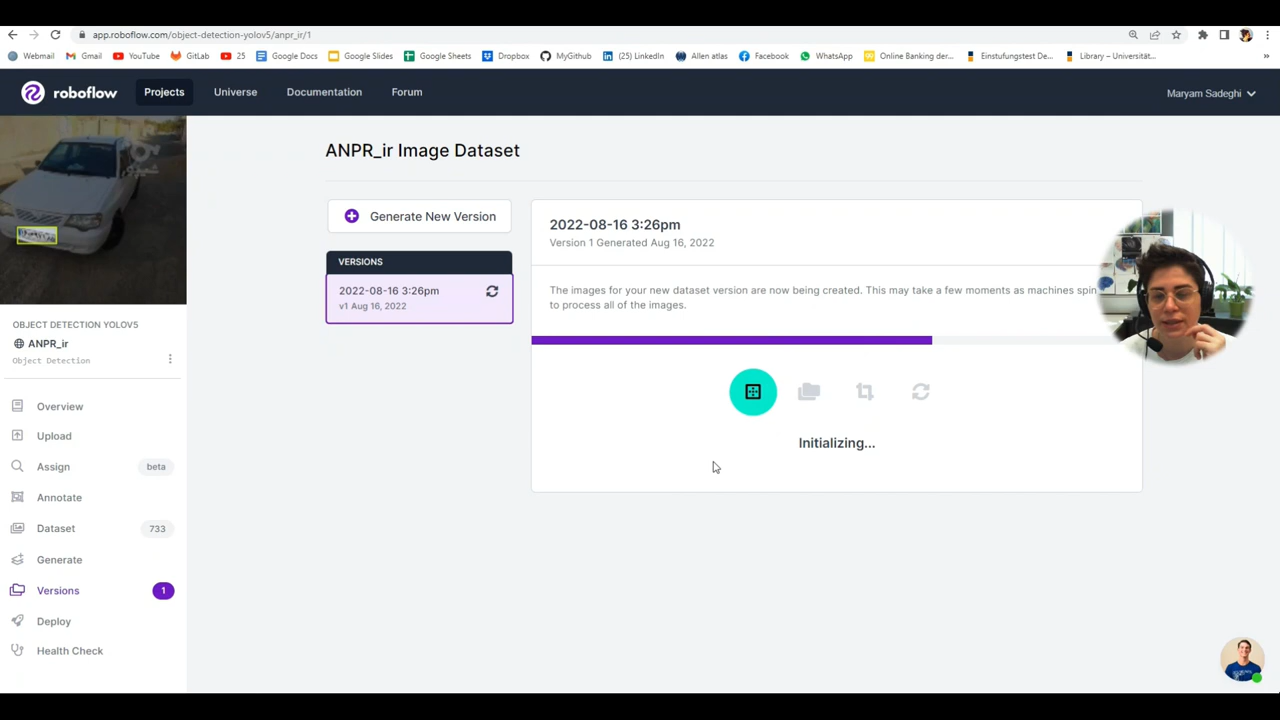 app.roboflow.com/object-detection-yolov5/anpr_ir/1
Webmail
Gmail
YouTube
GitLab
25
Google Docs
Google Slides
Google Sheets
Dropbox
MyGithub
(25) LinkedIn
Allen atlas
Facebook
WhatsApp
Online Banking der...
Einstufungstest De...
Library – Universität...
roboflow
Projects
Universe
Documentation
Forum
Maryam Sadeghi
ANPR_ir Image Dataset
Generate New Version
VERSIONS
2022-08-16 3:26pm
v1 Aug 16, 2022
2022-08-16 3:26pm
Version 1 Generated Aug 16, 2022
The images for your new dataset version are now being created. This may take a few moments as machines spin
to process all of the images.
Initializing...
OBJECT DETECTION YOLOV5
ANPR_ir
Object Detection
Overview
Upload
Assign beta
Annotate
Dataset 733
Generate
Versions 1
Deploy
Health Check